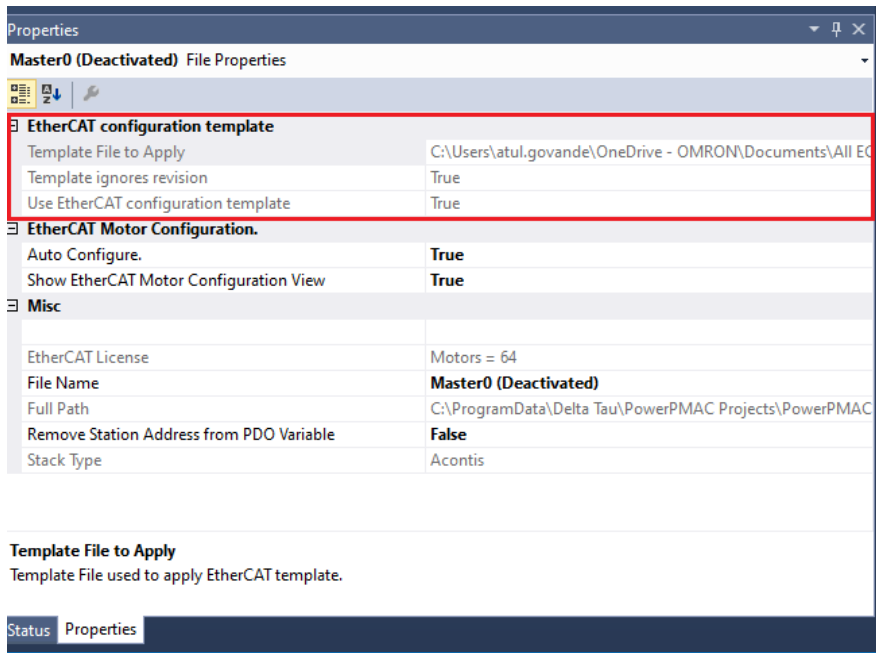 Properties
Master0 (Deactivated) File Properties
EtherCAT configuration template
Template File to Apply C:\Users\atul.govande\OneDrive - OMRON\Documents\All EC
Template ignores revision True
Use EtherCAT configuration template True
EtherCAT Motor Configuration.
Auto Configure. True
Show EtherCAT Motor Configuration View True
Misc
EtherCAT License Motors = 64
File Name Master0 (Deactivated)
Full Path C:\ProgramData\Delta Tau\PowerPMAC Projects\PowerPMAC
Remove Station Address from PDO Variable False
Stack Type Acontis
Template File to Apply
Template File used to apply EtherCAT template.
Status Properties